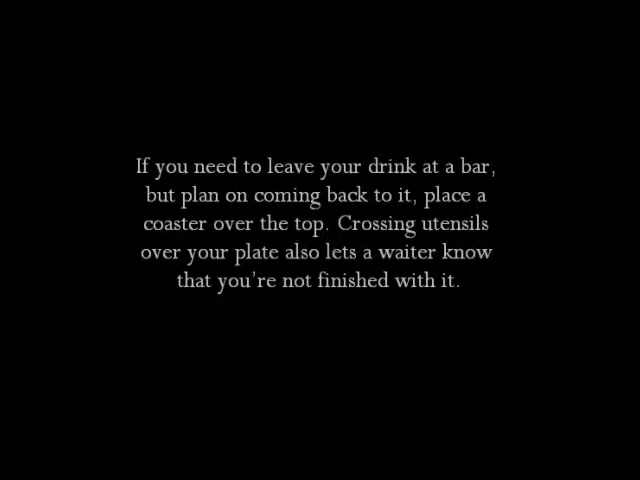 If you need to leave your drink at a bar,
but plan on coming back to it, place a
coaster over the top. Crossing utensils
over your plate also lets a waiter know
that you're not finished with it.